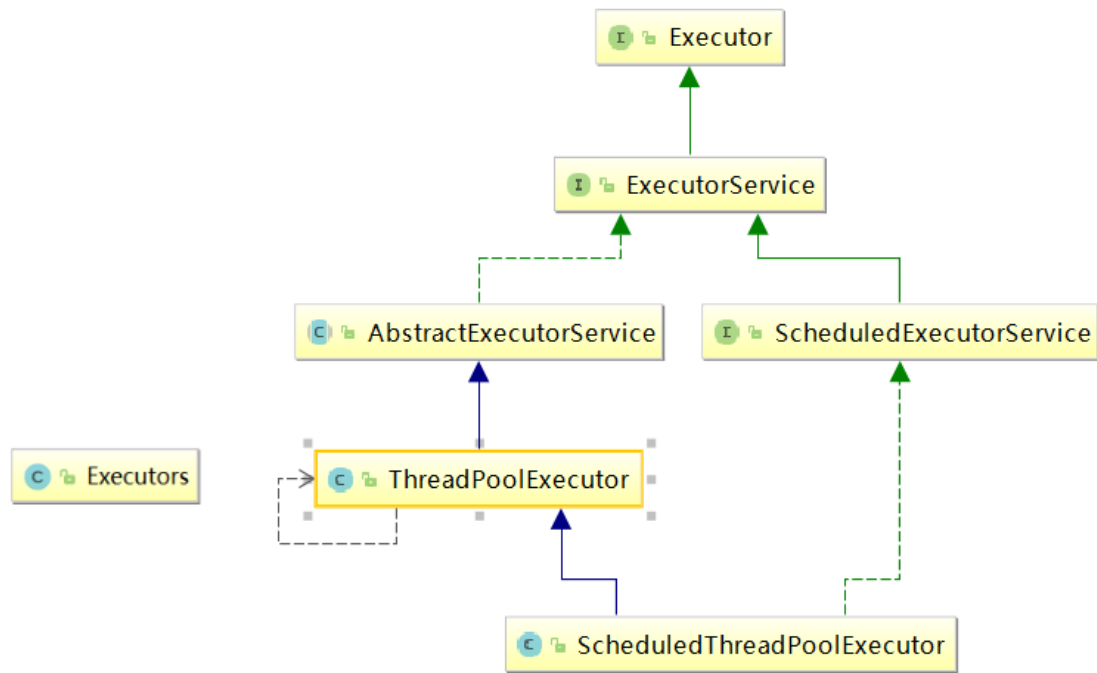 Executor
ExecutorService
AbstractExecutorService
ScheduledExecutorService
Executors
ThreadPoolExecutor
ScheduledThreadPoolExecutor